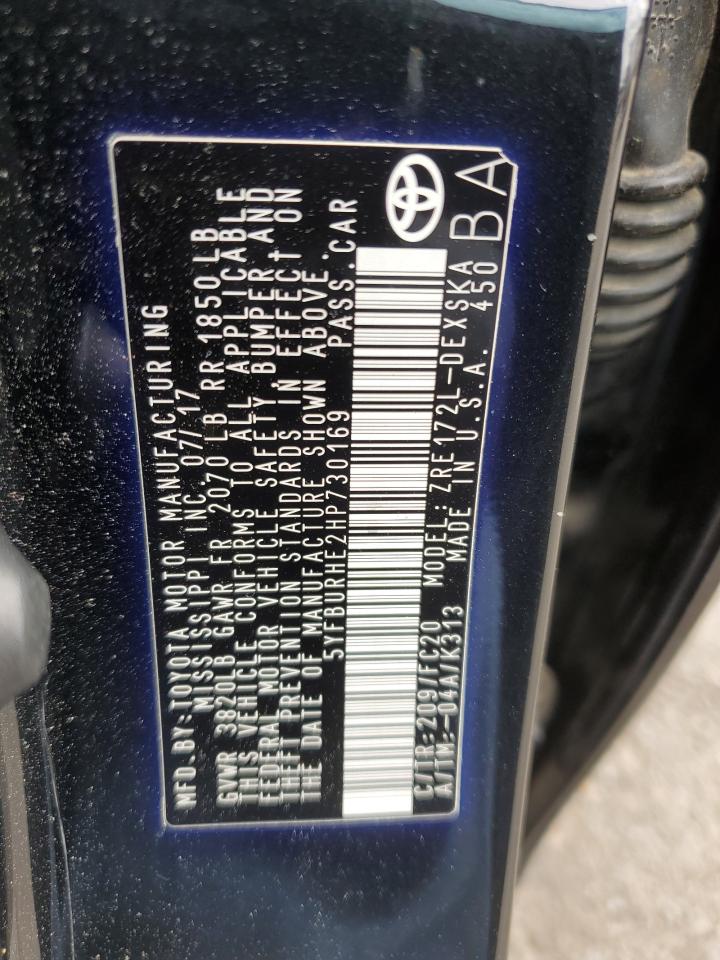 MFD.BY:TOYOTA MOTOR MANUFACTURING
MISSISSIPPI INC 07/17
GVWR 3820LB GAWR FR 2070 LB RR 1850 LB
THIS VEHICLE CONFORMS TO ALL APPLICABLE
FEDERAL MOTOR VEHICLE SAFETY, BUMPER AND
THEFT PREVENTION STANDARDS IN EFFECT ON
THE DATE OF MANUFACTURE SHOWN ABOVE.
5YFBURHE2HP730169 PASS.CAR
C/TR:209/FC20 MODEL:ZRE172L-DEXSKA
A/TM:-04A/K313 MADE IN U.S.A. 450
BA